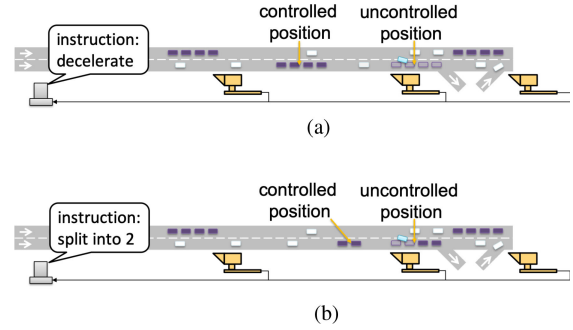 controlled position
uncontrolled position
instruction:
decelerate
(a)
controlled position
uncontrolled position
instruction:
split into 2
(b)